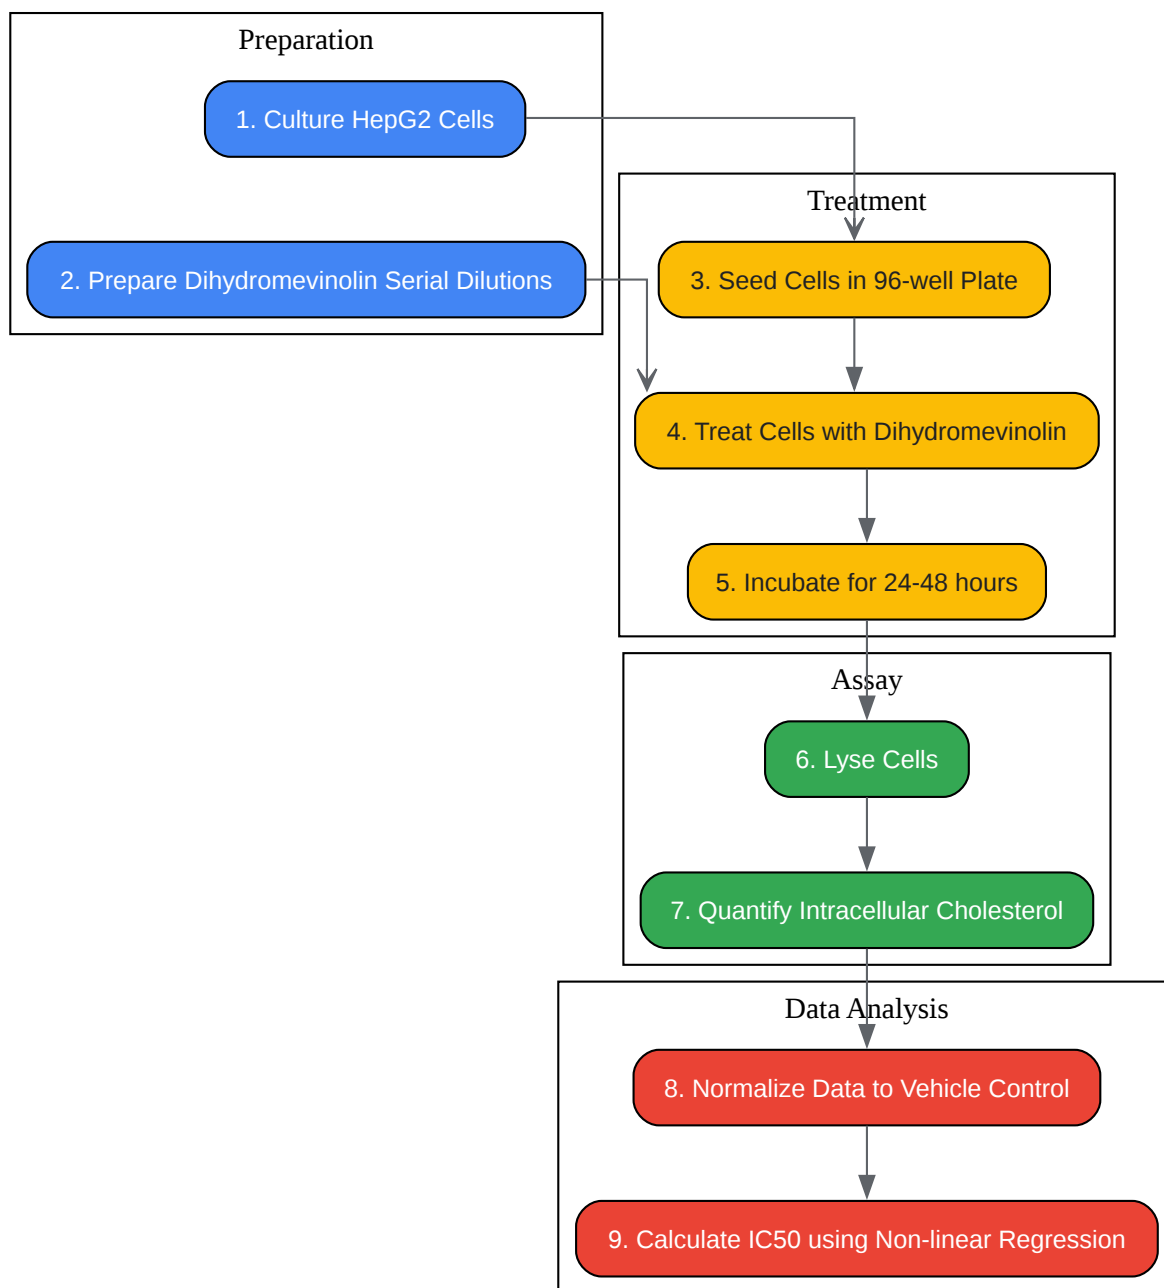 Preparation
1. Culture HepG2 Cells
2. Prepare Dihydromevinolin Serial Dilutions
Treatment
3. Seed Cells in 96-well Plate
4. Treat Cells with Dihydromevinolin
5. Incubate for 24-48 hours
Assay
6. Lyse Cells
7. Quantify Intracellular Cholesterol
Data Analysis
8. Normalize Data to Vehicle Control
9. Calculate IC50 using Non-linear Regression